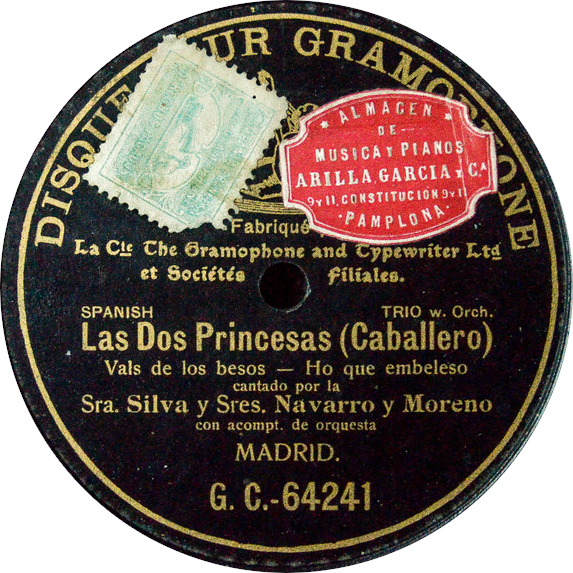 DISQUE POUR GRAMOPHONE
ALMACEN
DE
MUSICA Y PIANOS
ARILLA, GARCIA Y C.A
9 Y 11, CONSTITUCIÓN 9 Y 11
PAMPLONA
Fabriqué
La Cie The Gramophone and Typewriter Ltd
et Sociétés Filiales.
SPANISH TRIO w. Orch.
Las Dos Princesas (Caballero)
Vals de los besos — Ho que embeleso
cantado por la
Sra. Silva y Sres. Navarro y Moreno
con acompt. de orquesta
MADRID.
G. C.-64241